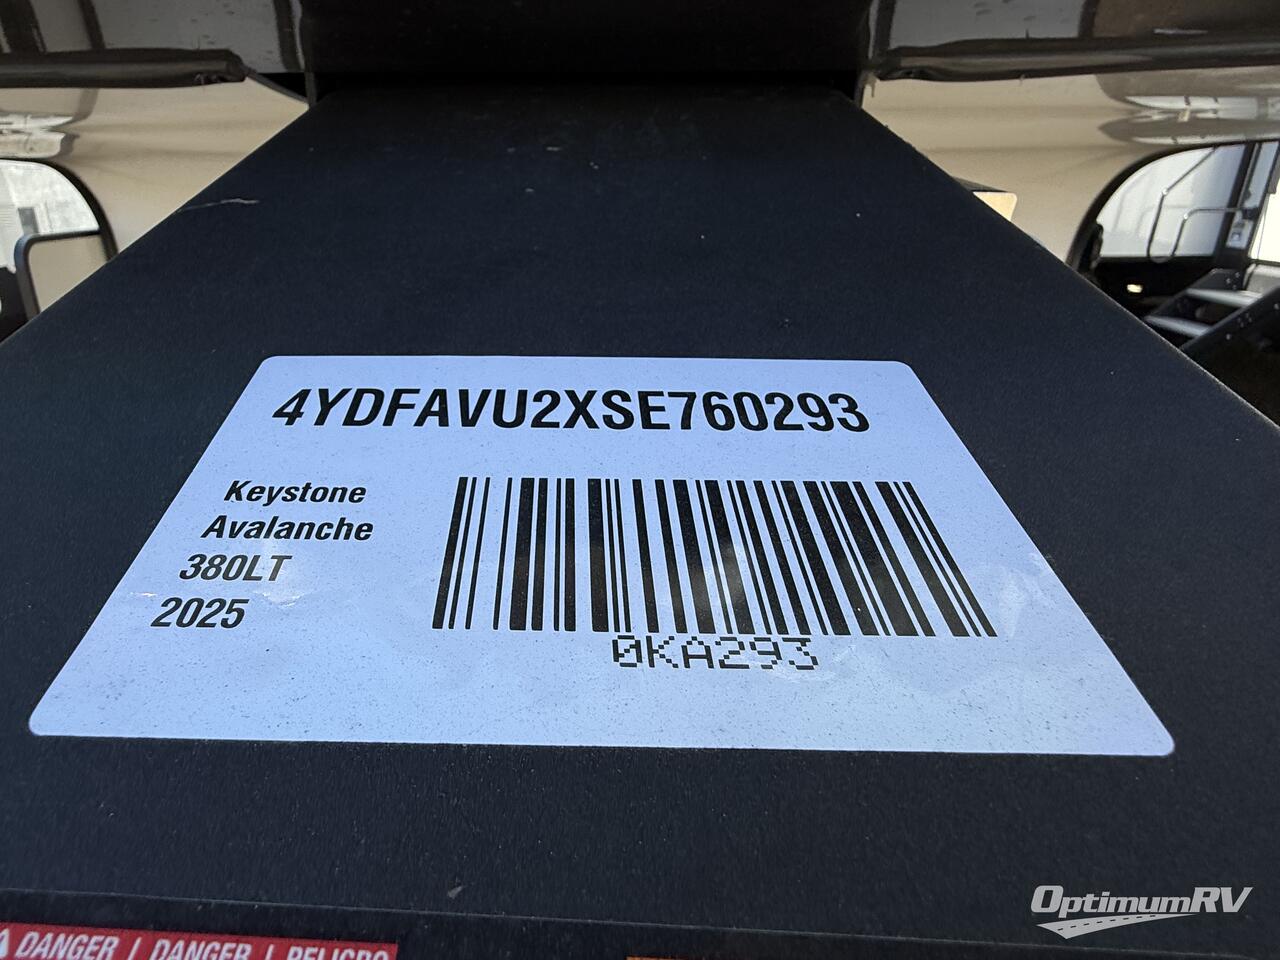 4YDFAVU2XSE760293
Keystone
Avalanche
380LT
2025
0KA293
DANGER | DANGER | PELIGRO
OptimumRV